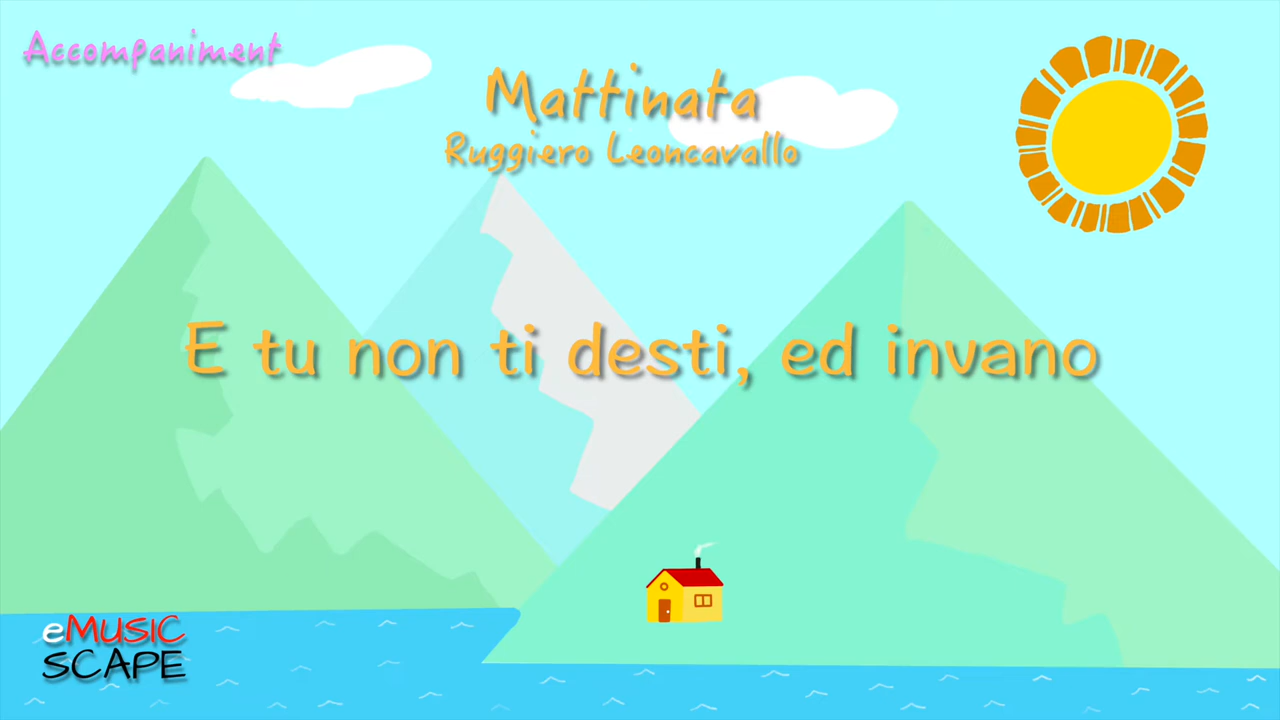 Accompaniment
Mattinata
Ruggiero Leoncavallo
E tu non ti desti, ed invano
eMUSIC
SCAPE